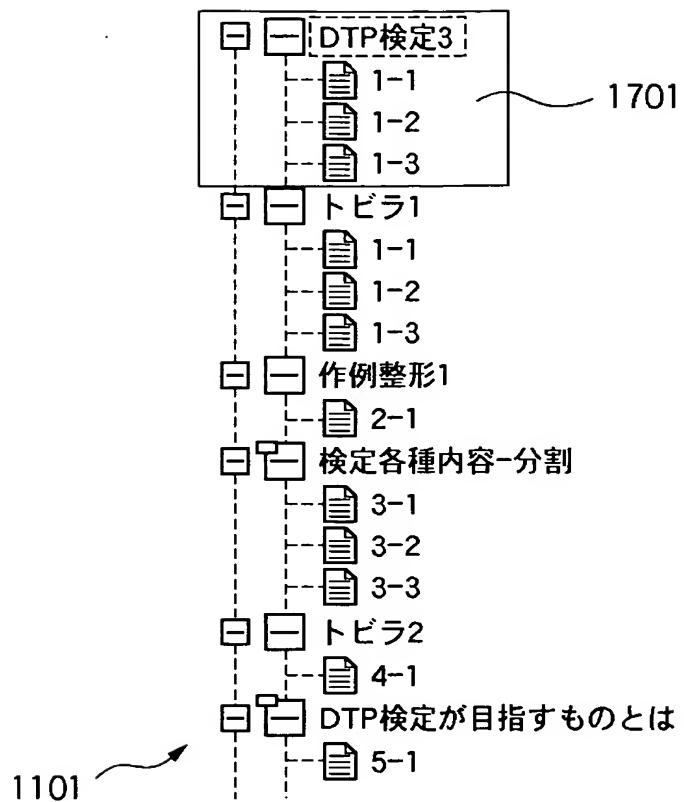 DTP検定3
1-1
1701
1-2
1-3
トビラ1
1-1
1-2
1-3
作例整形1
2-1
検定各種内容-分割
3-1
3-2
3-3
トビラ2
4-1
DTP検定が目指すものとは
5-1
1101